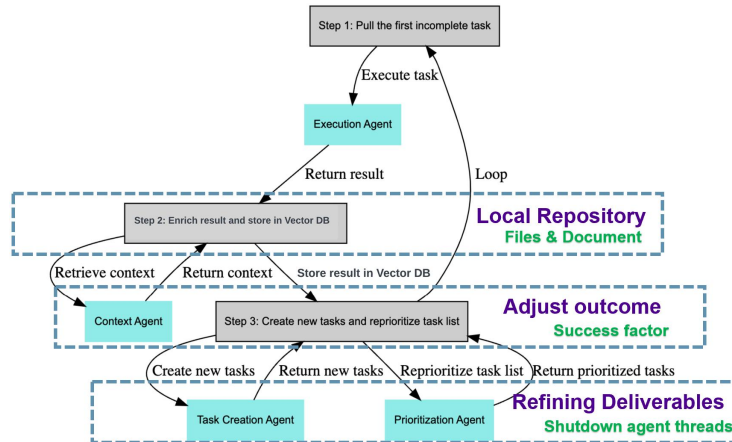 Step 1: Pull the first incomplete task
Execute task
Execution Agent
Return result
Loop
Local Repository
Step 2: Enrich result and store in Vector DB
Files & Document
Retrieve context
Return context
Store result in Vector DB
Adjust outcome
Context Agent
Step 3: Create new tasks and reprioritize task list
Success factor
Create new tasks
Return new tasks
Reprioritize task list
Return prioritized tasks
Refining Deliverables
Task Creation Agent
Prioritization Agent
Shutdown agent threads